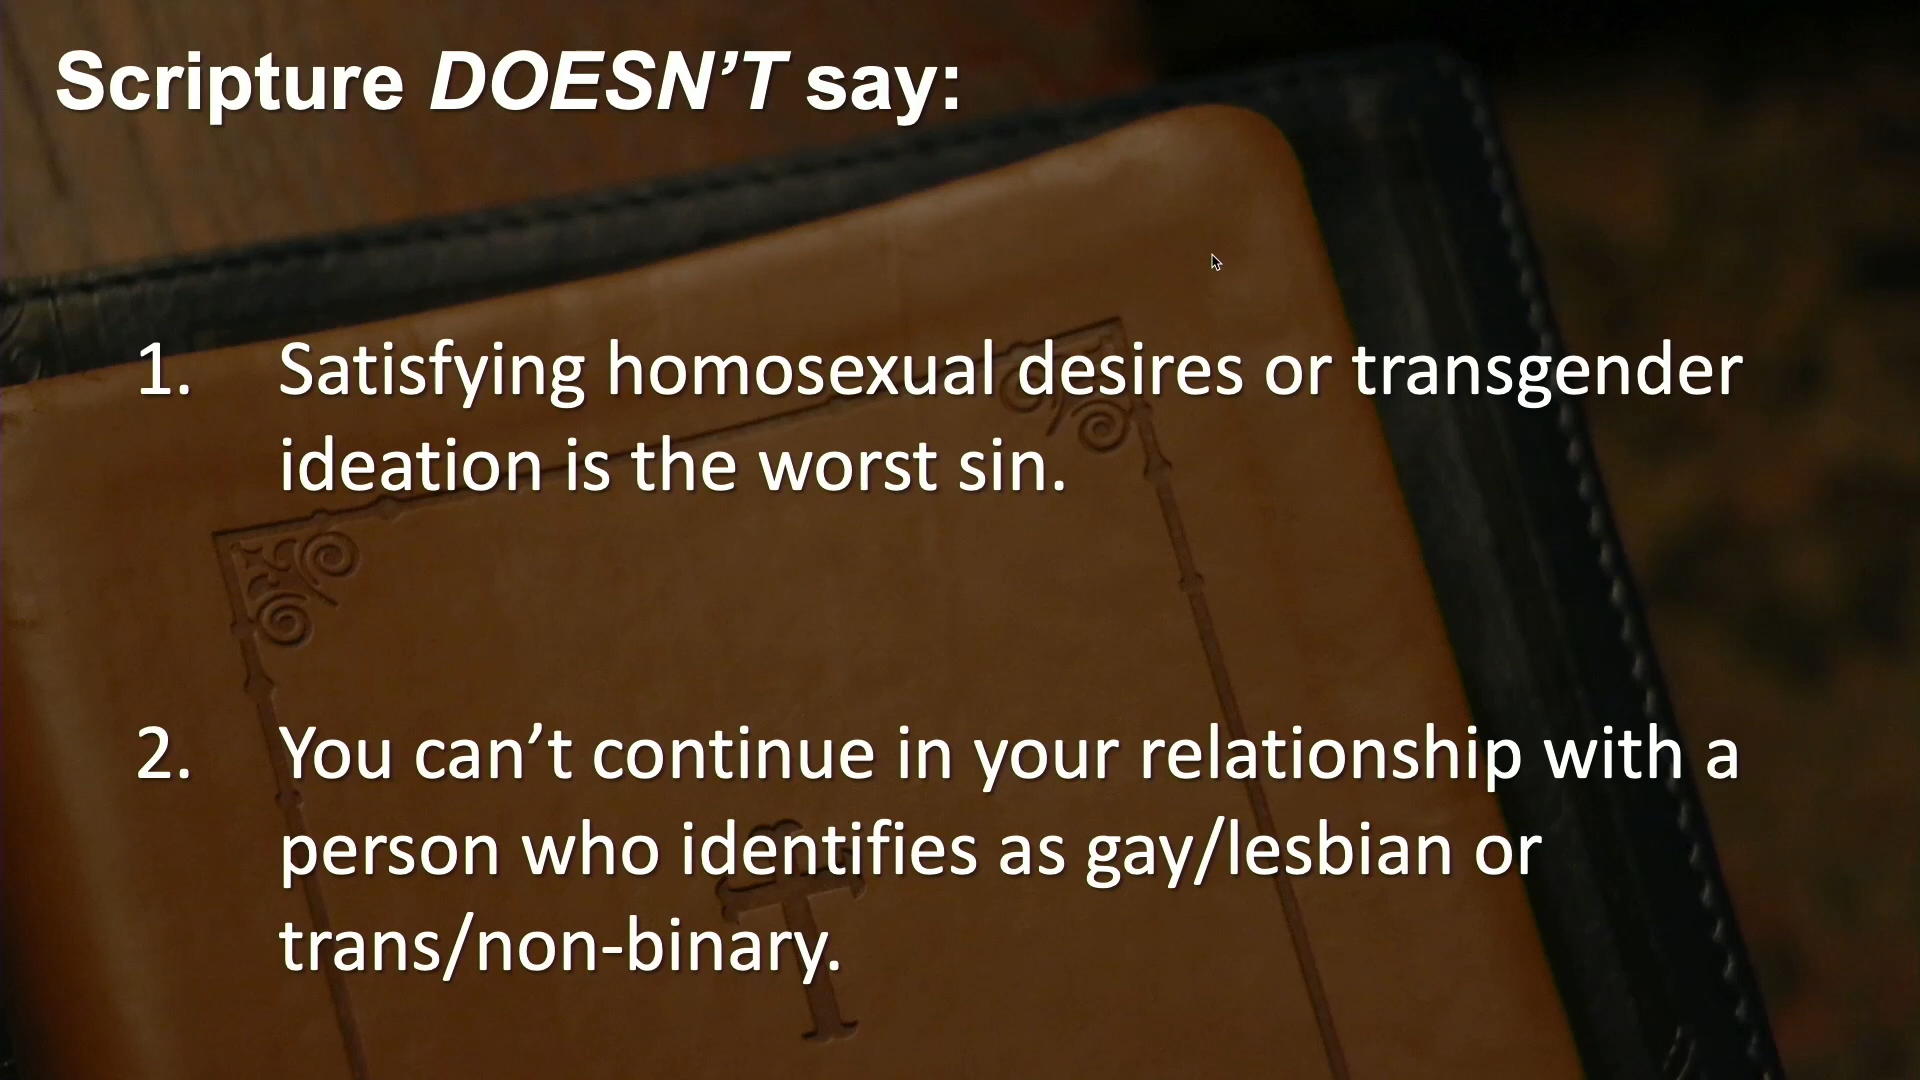 Scripture DOESN’T say:
1. Satisfying homosexual desires or transgender
ideation is the worst sin.
2. You can’t continue in your relationship with a
person who identifies as gay/lesbian or
trans/non-binary.